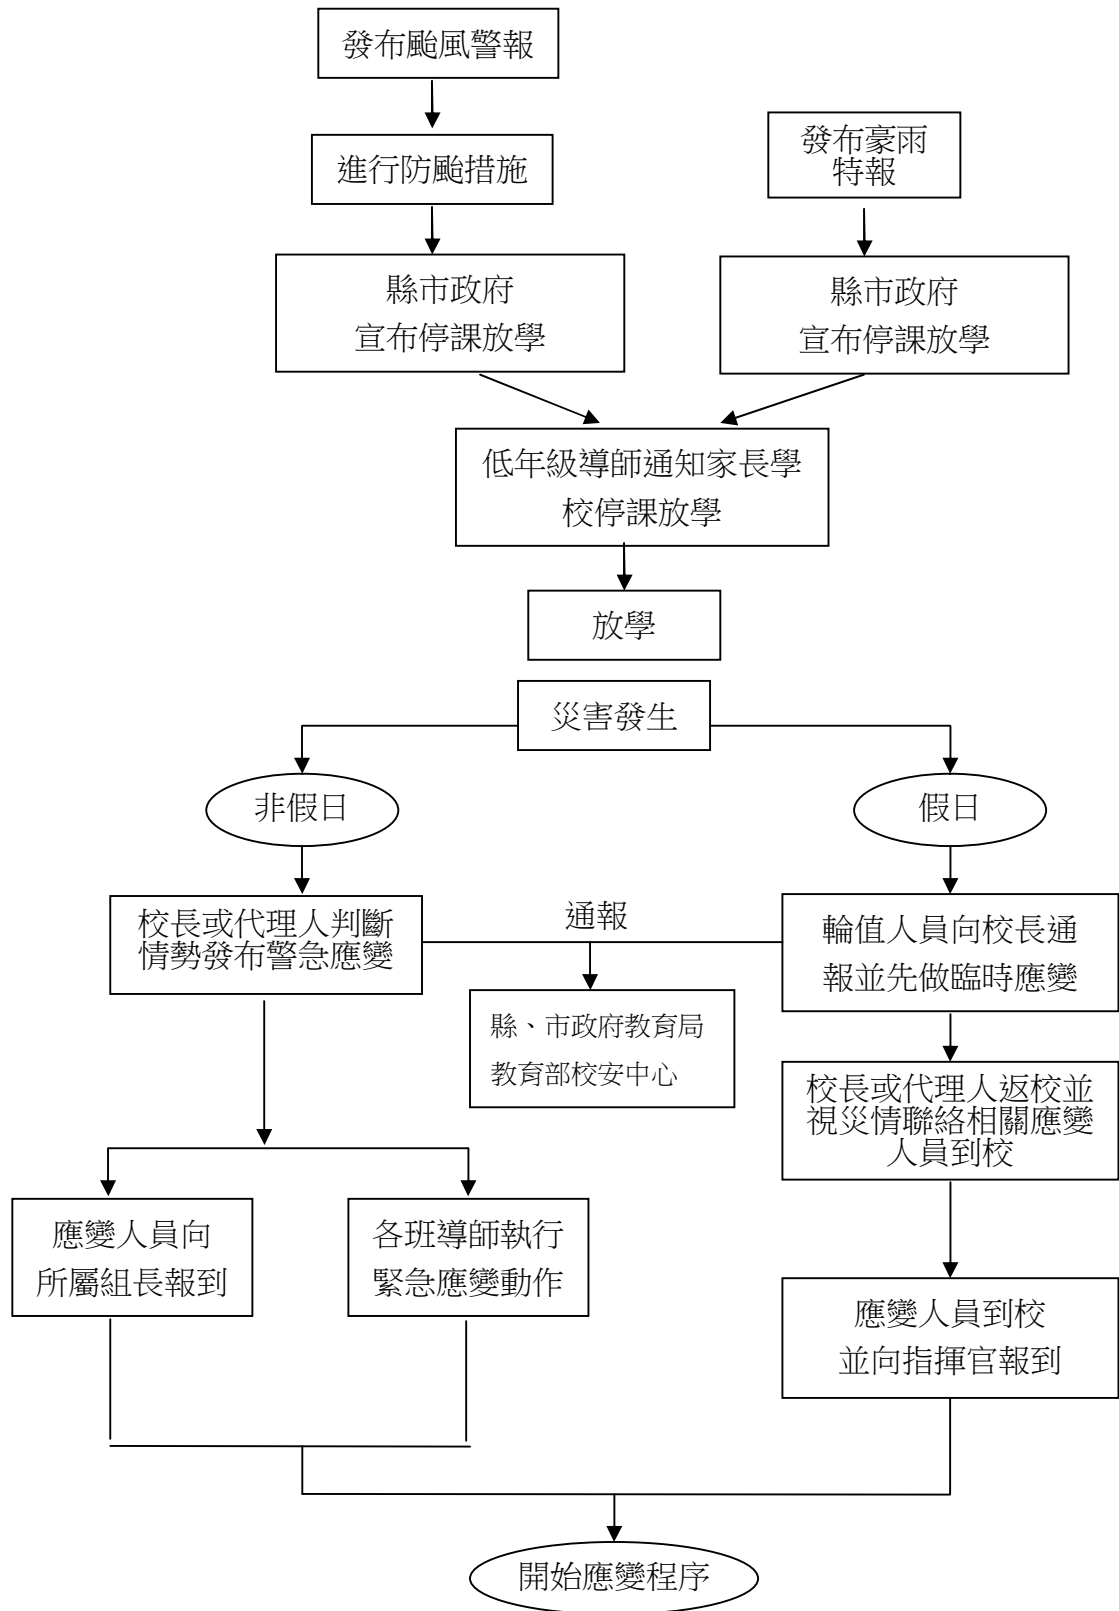 發布颱風警報
進行防颱措施
發布豪雨
特報
縣市政府
宣布停課放學
縣市政府
宣布停課放學
低年級導師通知家長學
校停課放學
放學
災害發生
非假日
假日
校長或代理人判斷
情勢發布警急應變
通報
輪值人員向校長通
報並先做臨時應變
縣、市政府教育局
教育部校安中心
校長或代理人返校並
視災情聯絡相關應變
人員到校
應變人員向
所屬組長報到
各班導師執行
緊急應變動作
應變人員到校
並向指揮官報到
開始應變程序